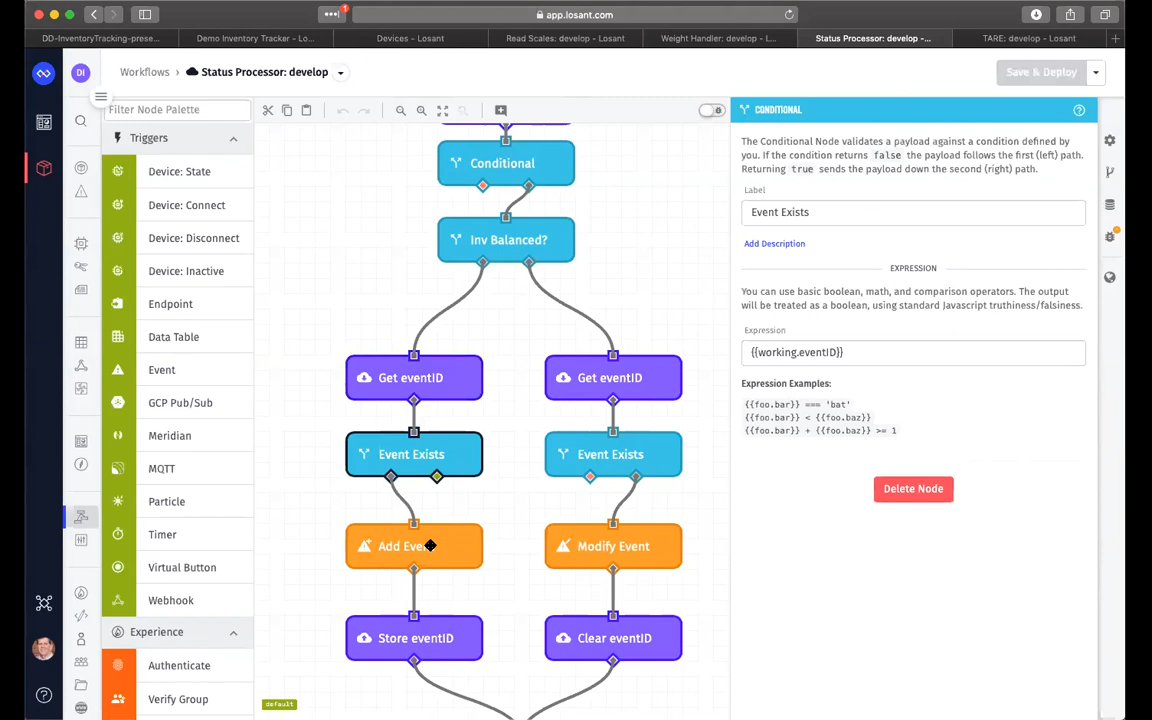 1
app.losant.com
DD-InventoryTracking-prese...
Demo Inventory Tracker - Lo...
Devices - Losant
Read Scales: develop - Losant
Weight Handler: develop - L...
Status Processor: develop -...
TARE: develop - Losant
DI
Workflows
Status Processor: develop
Save & Deploy
Filter Node Palette
Triggers
Device: State
Device: Connect
Device: Disconnect
Device: Inactive
Endpoint
Data Table
Event
GCP Pub/Sub
Meridian
MQTT
Particle
Timer
Virtual Button
Webhook
Experience
Authenticate
Verify Group
Conditional
Inv Balanced?
Get eventID
Get eventID
Event Exists
Event Exists
Add Eve
Modify Event
Store eventID
Clear eventID
default
CONDITIONAL
The Conditional Node validates a payload against a condition defined by
you. If the condition returns false the payload follows the first (left) path.
Returning true sends the payload down the second (right) path.
Label
Event Exists
Add Description
EXPRESSION
You can use basic boolean, math, and comparison operators. The output
will be treated as a boolean, using standard Javascript truthiness/falsiness.
Expression
{{working.eventID}}
Expression Examples:
{{foo.bar}} === 'bat'
{{foo.bar}} < {{foo.baz}}
{{foo.bar}} + {{foo.baz}} >= 1
Delete Node